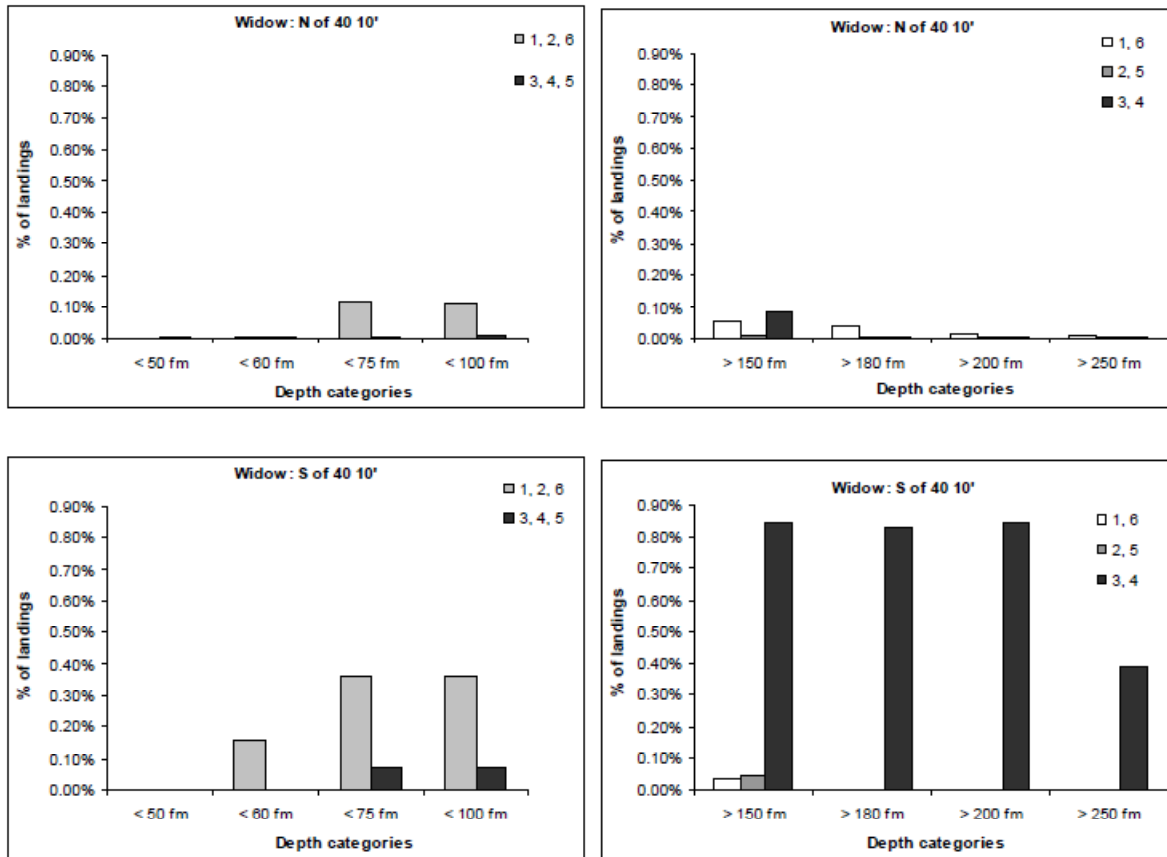 Widow: N of 40 10'
1, 2, 6
3, 4, 5
0.90%
0.80%
0.70%
0.60%
0.50%
0.40%
0.30%
0.20%
0.10%
0.00%
% of landings
< 50 fm < 60 fm < 75 fm < 100 fm
Depth categories
Widow: N of 40 10'
1, 6
2, 5
3, 4
0.90%
0.80%
0.70%
0.60%
0.50%
0.40%
0.30%
0.20%
0.10%
0.00%
% of landings
> 150 fm > 180 fm > 200 fm > 250 fm
Depth categories
Widow: S of 40 10'
1, 2, 6
3, 4, 5
0.90%
0.80%
0.70%
0.60%
0.50%
0.40%
0.30%
0.20%
0.10%
0.00%
% of landings
< 50 fm < 60 fm < 75 fm < 100 fm
Depth categories
Widow: S of 40 10'
1, 6
2, 5
3, 4
0.90%
0.80%
0.70%
0.60%
0.50%
0.40%
0.30%
0.20%
0.10%
0.00%
% of landings
> 150 fm > 180 fm > 200 fm > 250 fm
Depth categories